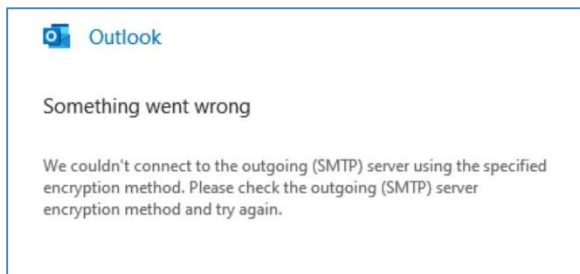 Outlook
Something went wrong
We couldn't connect to the outgoing (SMTP) server using the specified
encryption method. Please check the outgoing (SMTP) server
encryption method and try again.